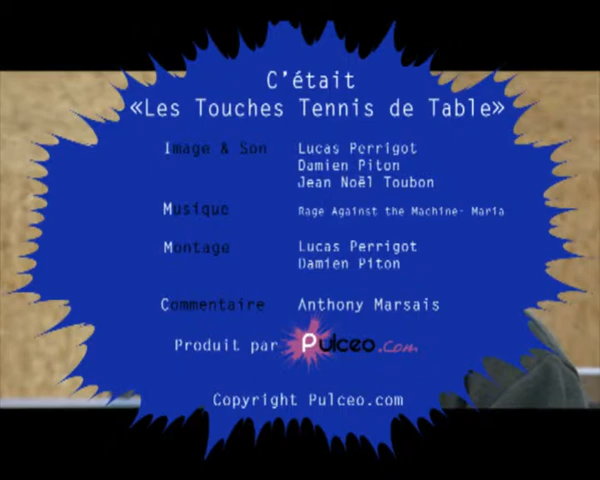 C'était
«Les Touches Tennis de Table»
Image & Son Lucas Perrigot
Damien Piton
Jean Noël Toubon
Musique Rage Against the Machine- Maria
Montage Lucas Perrigot
Damien Piton
Commentaire Anthony Marsais
Produit par Pulceo.com
Copyright Pulceo.com